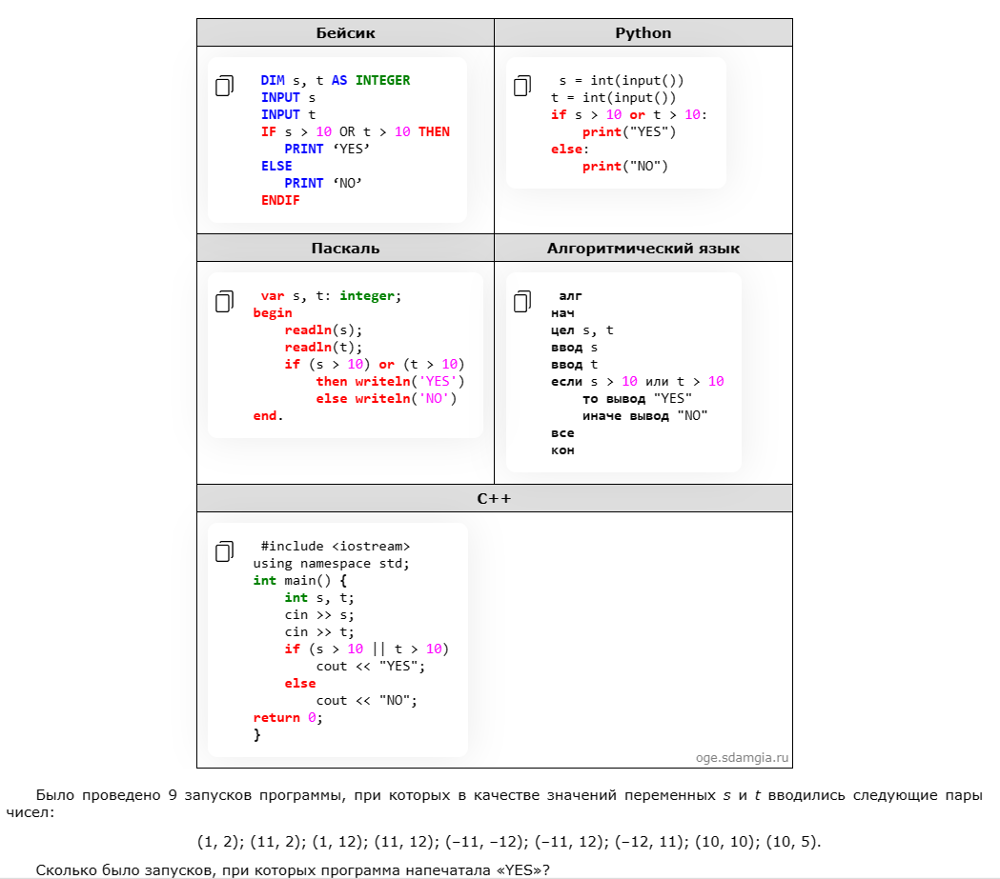 Бейсик
Python
DIM s, t AS INTEGER
INPUT s
INPUT t
IF s > 10 OR t > 10 THEN
PRINT ‘YES’
ELSE
PRINT ‘NO’
ENDIF
s = int(input())
t = int(input())
if s > 10 or t > 10:
print("YES")
else:
print("NO")
Паскаль
Алгоритмический язык
var s, t: integer;
begin
readln(s);
readln(t);
if (s > 10) or (t > 10)
then writeln('YES')
else writeln('NO')
end.
алг
нач
цел s, t
ввод s
ввод t
если s > 10 или t > 10
то вывод "YES"
иначе вывод "NO"
все
кон
C++
#include <iostream>
using namespace std;
int main() {
int s, t;
cin >> s;
cin >> t;
if (s > 10 || t > 10)
cout << "YES";
else
cout << "NO";
return 0;
}
oge.sdamgia.ru
Было проведено 9 запусков программы, при которых в качестве значений переменных s и t вводились следующие пары
чисел:
(1, 2); (11, 2); (1, 12); (11, 12); (–11, –12); (–11, 12); (–12, 11); (10, 10); (10, 5).
Сколько было запусков, при которых программа напечатала «YES»?